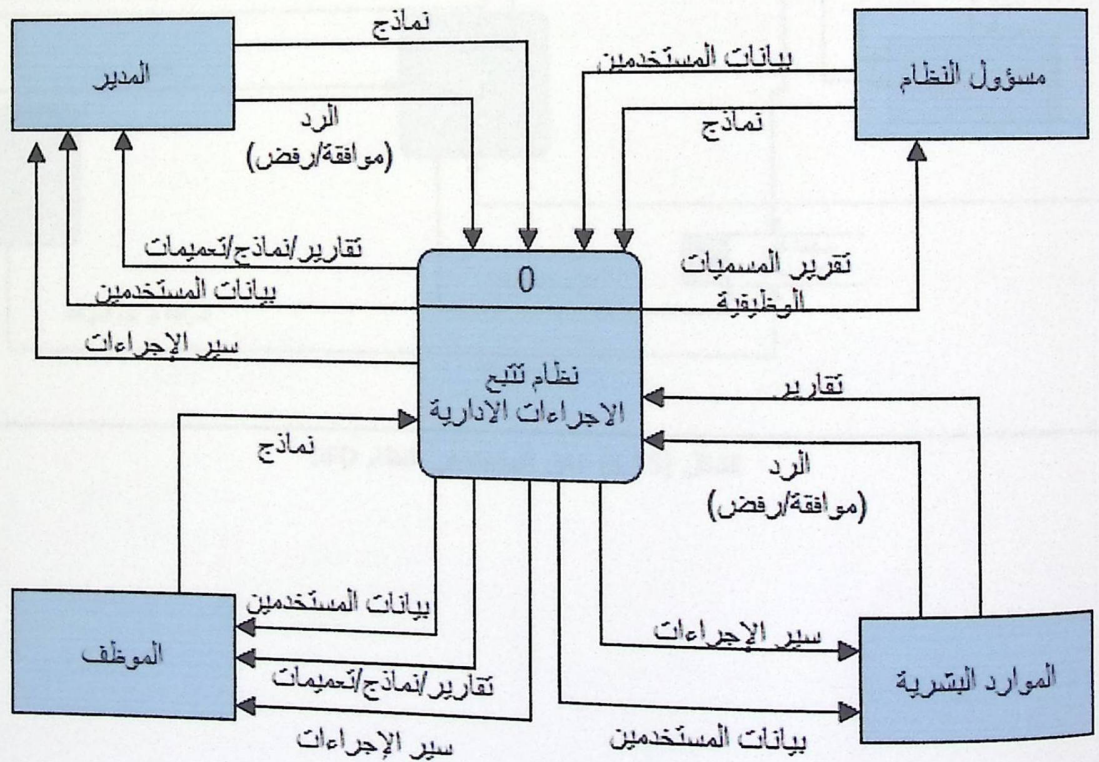 نماذج
المدير
الرد
(موافقة/رفض)
بيانات المستخدمين
مسؤول النظام
نماذج
تقارير/نماذج/تعميمات
بيانات المستخدمين
سير الإجراءات
0
نظام تتبع
الاجراءات الادارية
تقرير المسميات
الوظيفية
تقارير
الرد
(موافقة/رفض)
نماذج
الموظف
بيانات المستخدمين
تقارير/نماذج/تعميمات
سير الإجراءات
سير الإجراءات
الموارد البشرية
بيانات المستخدمين